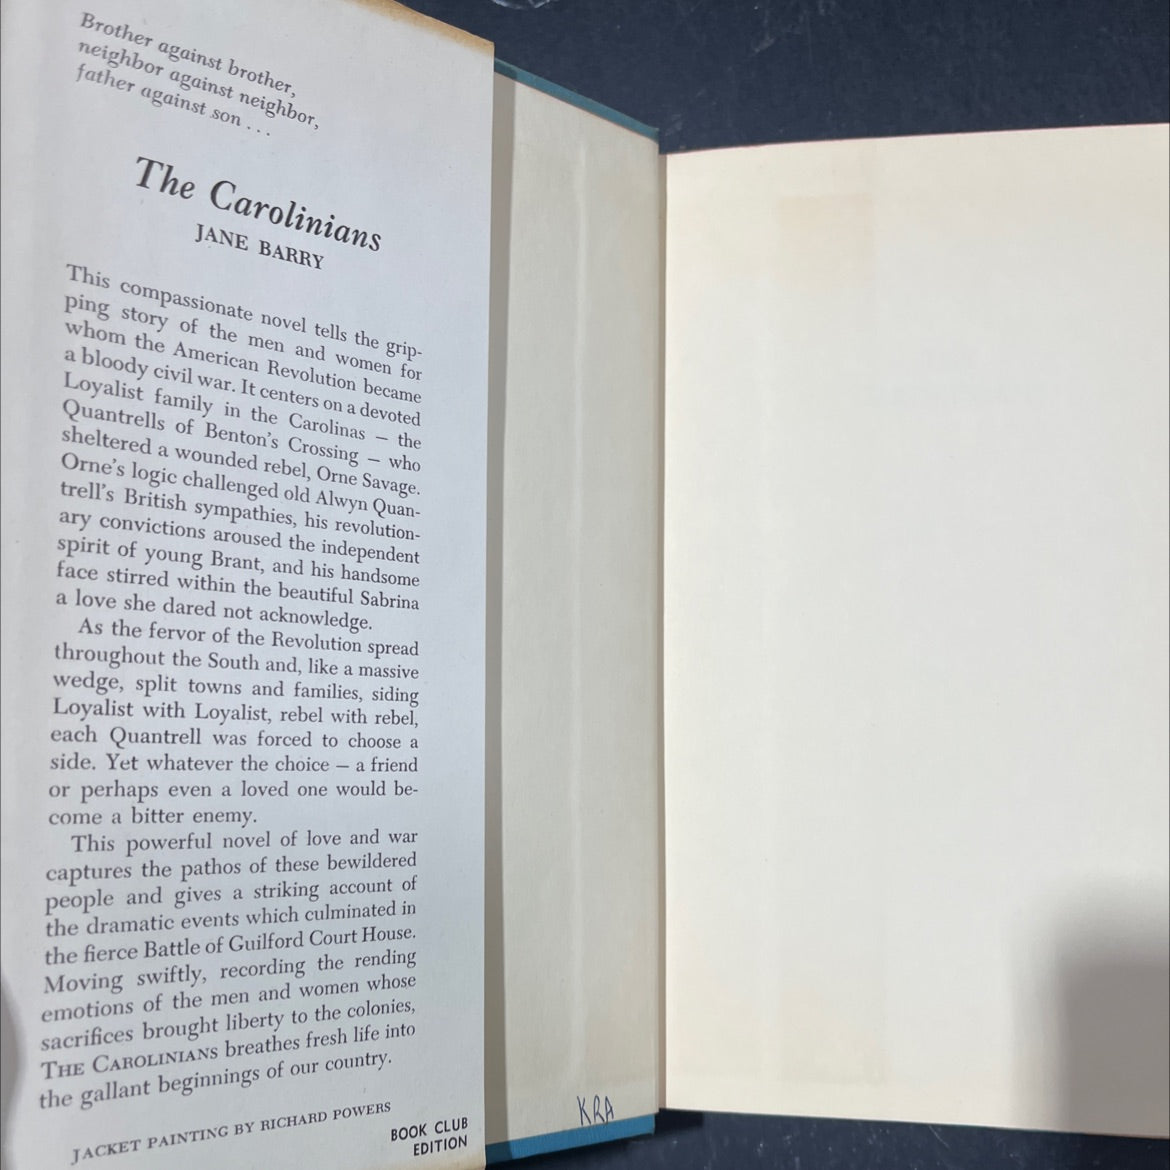 Brother against brother,
neighbor against neighbor,
father against son . . .
The Carolinians
JANE BARRY
This compassionate novel tells the grip-
ping story of the men and women for
whom the American Revolution became
a bloody civil war. It centers on a devoted
Loyalist family in the Carolinas – the
Quantrells of Benton's Crossing – who
sheltered a wounded rebel, Orne Savage.
Orne's logic challenged old Alwyn Quan-
trell's British sympathies, his revolution-
ary convictions aroused the independent
spirit of young Brant, and his handsome
face stirred within the beautiful Sabrina
a love she dared not acknowledge.
As the fervor of the Revolution spread
throughout the South and, like a massive
wedge, split towns and families, siding
Loyalist with Loyalist, rebel with rebel,
each Quantrell was forced to choose a
side. Yet whatever the choice – a friend
or perhaps even a loved one would be-
come a bitter enemy.
This powerful novel of love and war
captures the pathos of these bewildered
people and gives a striking account of
the dramatic events which culminated in
the fierce Battle of Guilford Court House.
Moving swiftly, recording the rending
emotions of the men and women whose
sacrifices brought liberty to the colonies,
THE CAROLINIANS breathes fresh life into
the gallant beginnings of our country.
JACKET PAINTING BY RICHARD POWERS
BOOK CLUB
EDITION
KRA